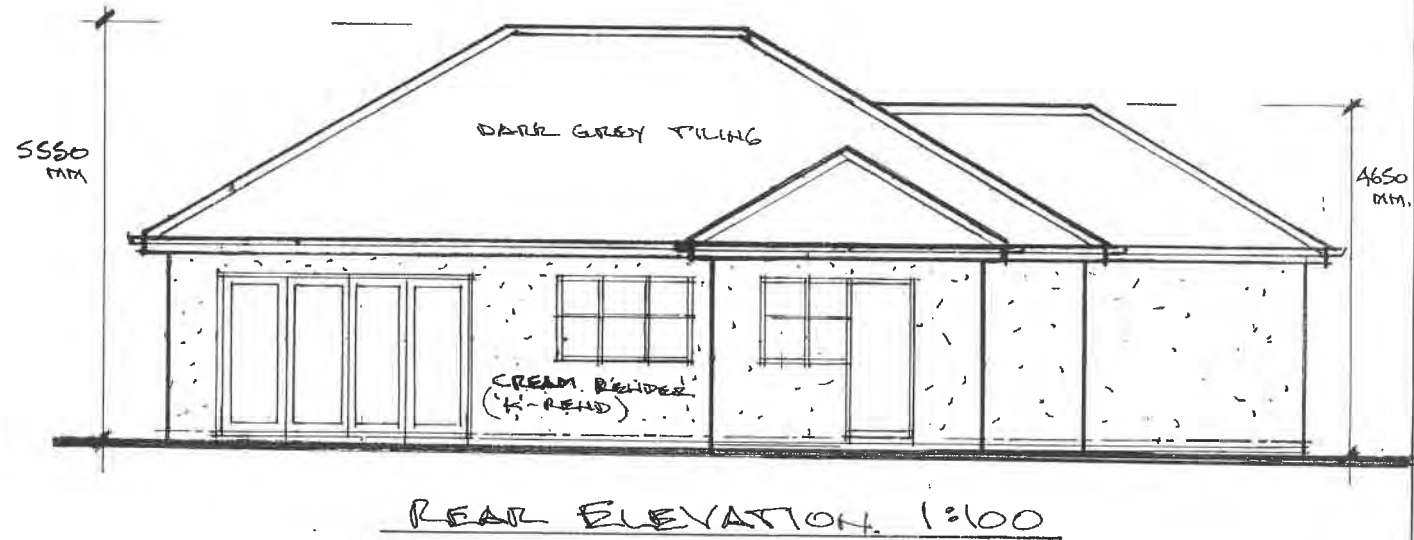 5550
MM
DARK GREY TILING
4650
MM.
CREAM RENDER
('K'-REND)
REAR ELEVATION. 1:100